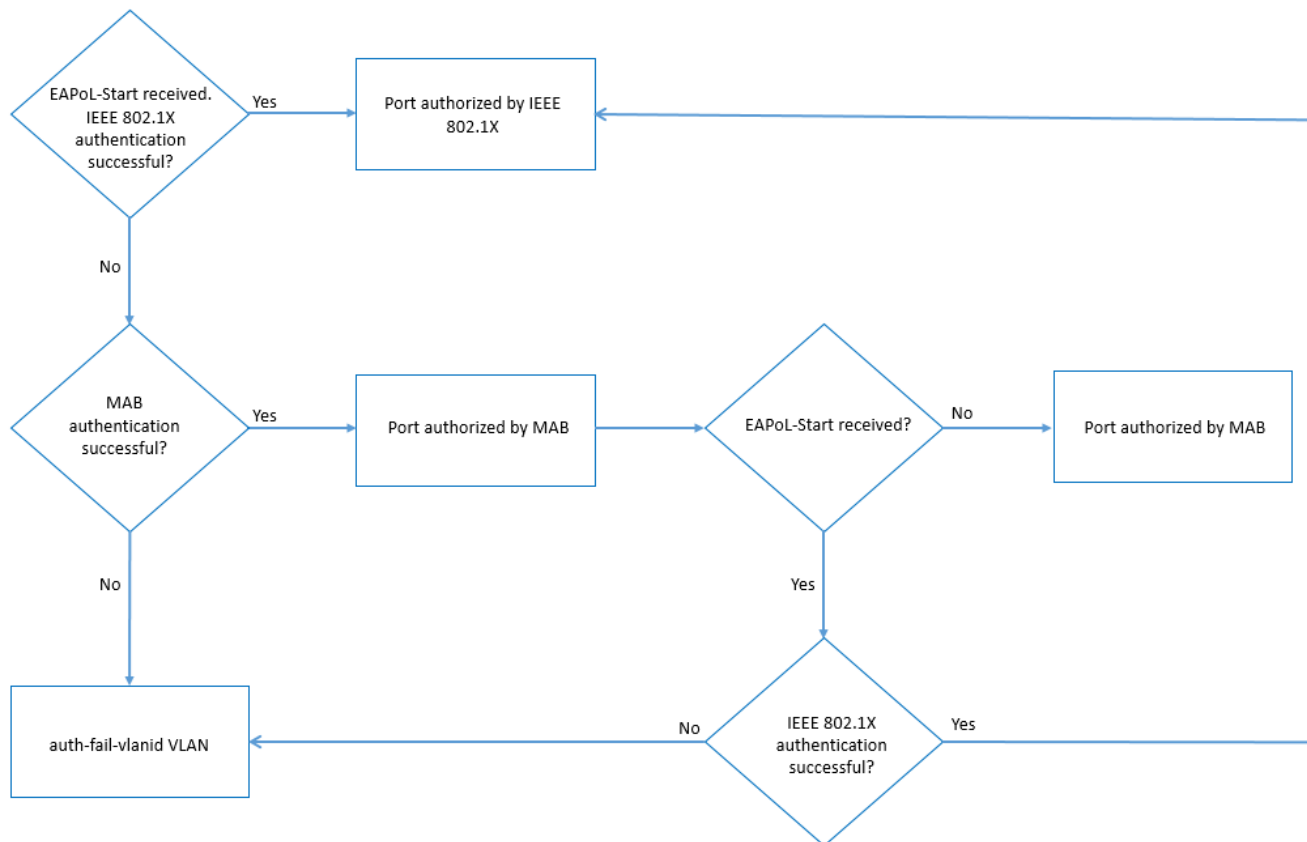 EAPoL-Start received.
IEEE 802.1X
authentication
successful?
Yes
Port authorized by IEEE
802.1X
No
MAB
authentication
successful?
Yes
Port authorized by MAB
EAPoL-Start received?
No
Port authorized by MAB
No
Yes
auth-fail-vlanid VLAN
No
IEEE 802.1X
authentication
successful?
Yes